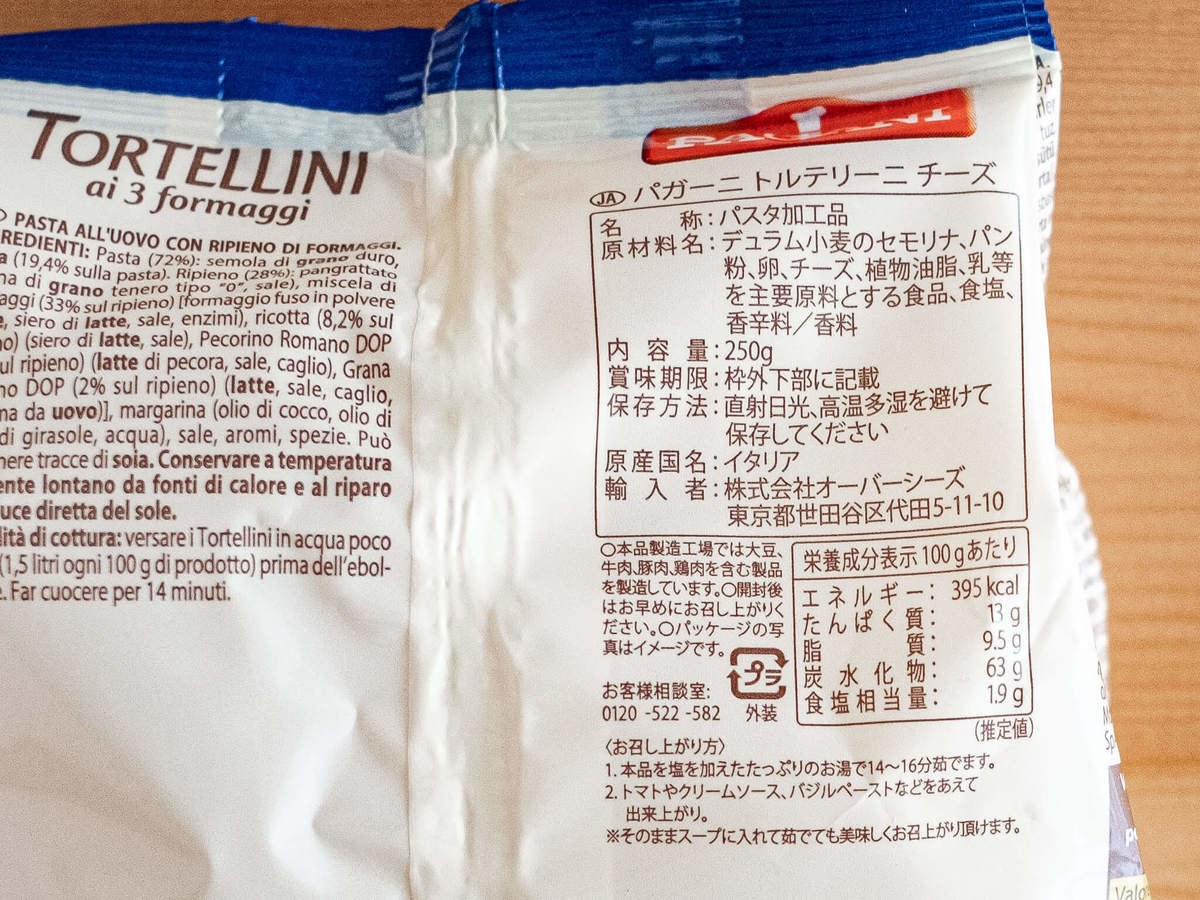 TORTELLINI
ai 3 formaggi
PASTA ALL'UOVO CON RIPIENO DI FORMAGGI.
REDIENTI: Pasta (72%): semola di grano duro,
a (19,4% sulla pasta). Ripieno (28%): pangrattato
na di grano tenero tipo "0", sale), miscela di
aggi (33% sul ripieno) [formaggio fuso in polvere
e, siero di latte, sale, enzimi), ricotta (8,2% sul
no) (siero di latte, sale), Pecorino Romano DOP
ul ripieno) (latte di pecora, sale, caglio), Grana
no DOP (2% sul ripieno) (latte, sale, caglio,
na da uovo)], margarina (olio di cocco, olio di
di girasole, acqua), sale, aromi, spezie. Può
nere tracce di soia. Conservare a temperatura
ente lontano da fonti di calore e al riparo
uce diretta del sole.
lità di cottura: versare i Tortellini in acqua poco
(1,5 litri ogni 100 g di prodotto) prima dell'ebol-
e. Far cuocere per 14 minuti.
JA パガーニ トルテリーニ チーズ
名称:パスタ加工品
原材料名:デュラム小麦のセモリナ、パン
粉、卵、チーズ、植物油脂、乳等
を主要原料とする食品、食塩、
香辛料/香料
内容量:250g
賞味期限:枠外下部に記載
保存方法:直射日光、高温多湿を避けて
保存してください
原産国名:イタリア
輸入者:株式会社オーバーシーズ
東京都世田谷区代田5-11-10
○本品製造工場では大豆、
牛肉、豚肉、鶏肉を含む製品
を製造しています。○開封後
はお早めにお召し上がりく
ださい。○パッケージの写
真はイメージです。
プラ
外装
お客様相談室:
0120 -522 -582
栄養成分表示100gあたり
エネルギー: 395 kcal
たんぱく質: 13 g
脂質: 9.5 g
炭水化物: 63 g
食塩相当量: 1.9 g
(推定値)
〈お召し上がり方〉
1. 本品を塩を加えたたっぷりのお湯で14〜16分茹でます。
2. トマトやクリームソース、バジルペーストなどをあえて
出来上がり。
※そのままスープに入れて茹でても美味しくお召上がり頂けます。